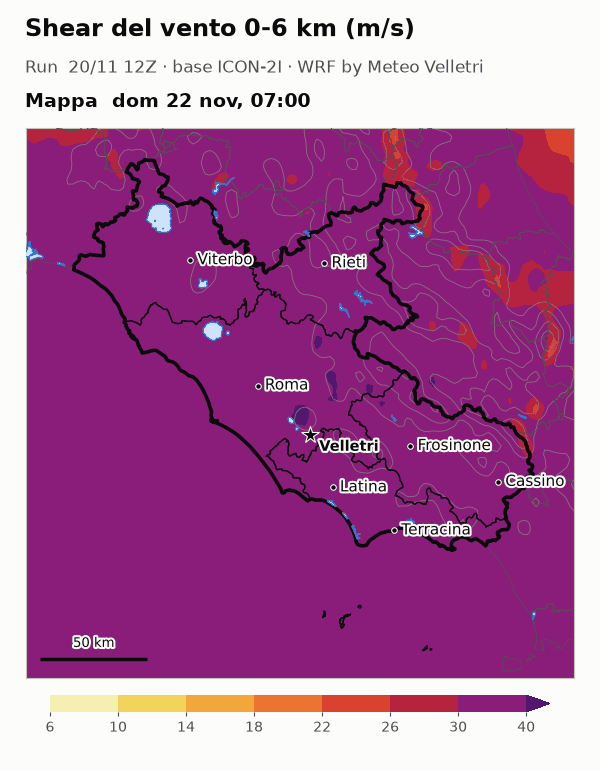 Shear del vento 0-6 km (m/s)
Run  20/11 12Z · base ICON-2I · WRF by Meteo Velletri
Mappa  dom 22 nov, 07:00
Viterbo
Rieti
Roma
Velletri
Frosinone
Cassino
Latina
Terracina
50 km
6 10 14 18 22 26 30 40